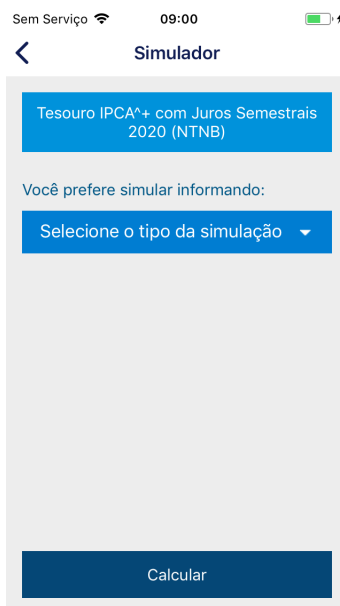 Sem Serviço 09:00
Simulador
Tesouro IPCA^+ com Juros Semestrais
2020 (NTNB)
Você prefere simular informando:
Selecione o tipo da simulação
Calcular